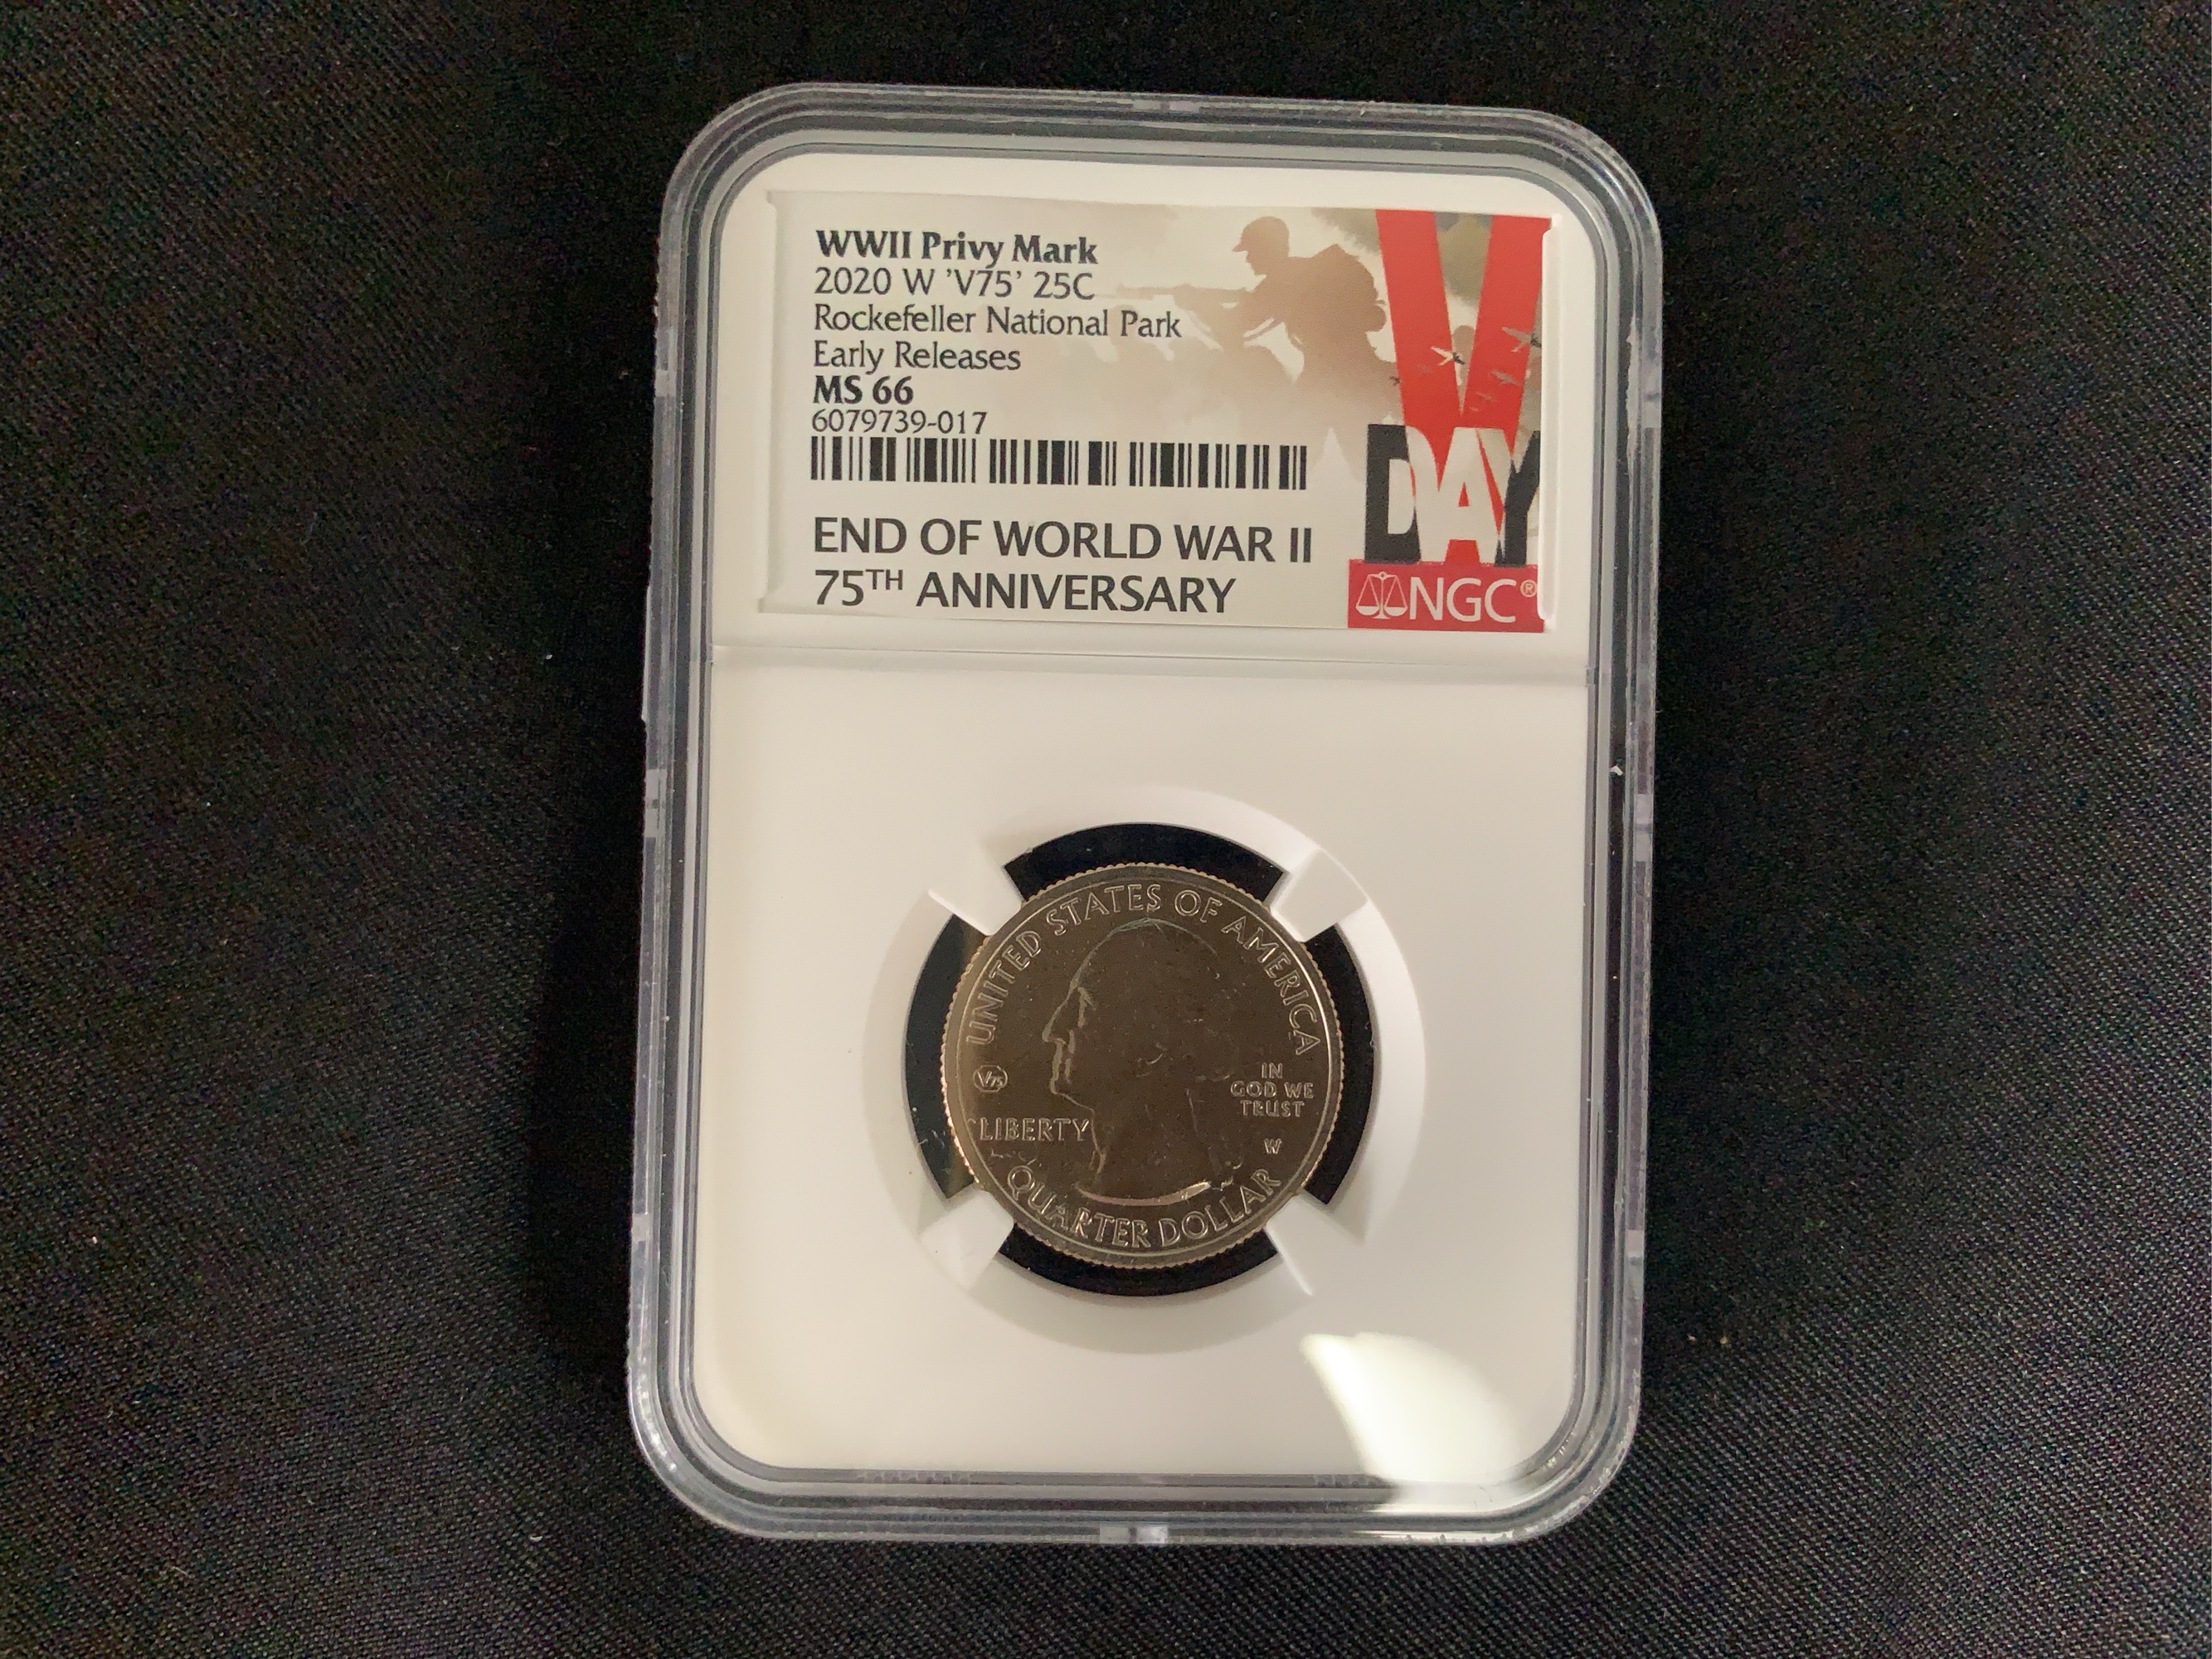 WWII Privy Mark
2020 W 'V75' 25C
Rockefeller National Park
Early Releases
MS 66
6079739-017
END OF WORLD WAR II
75TH ANNIVERSARY
V
DAY
NGC®
UNITED STATES OF AMERICA
V75
LIBERTY
IN
GOD WE
TRUST
W
QUARTER DOLLAR